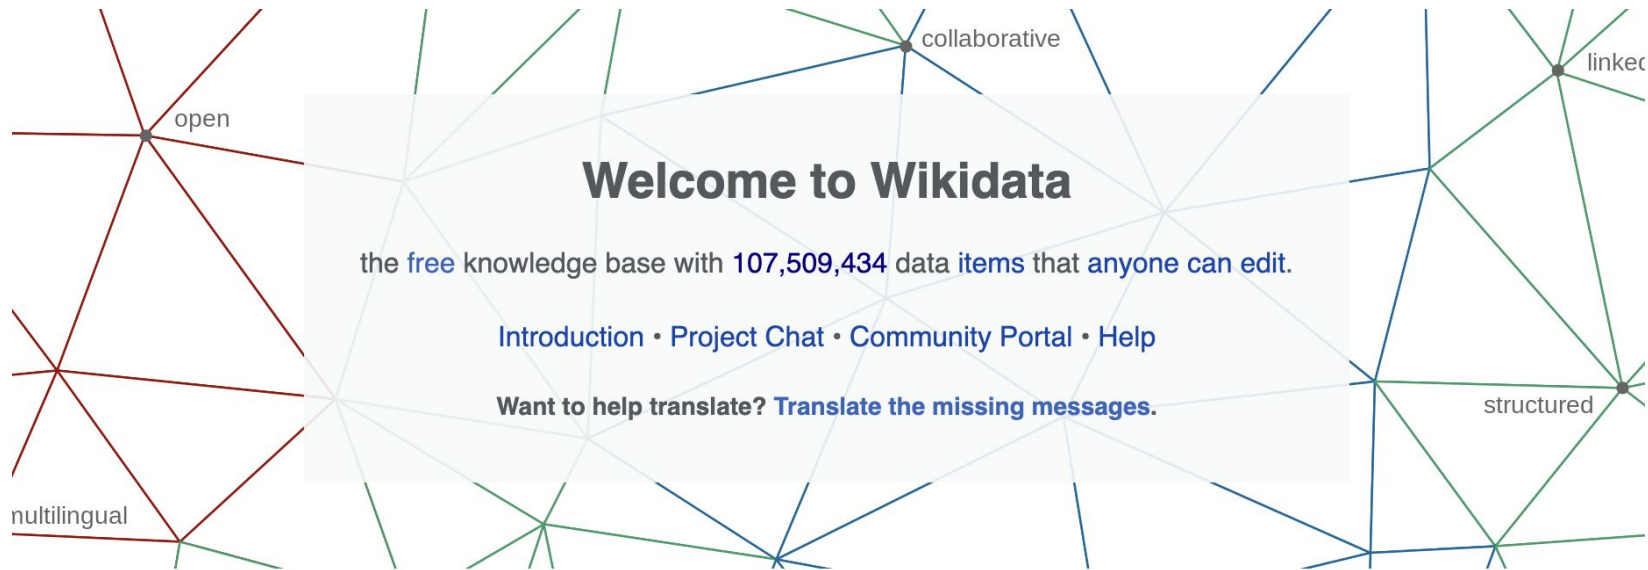 collaborative
linked
open
Welcome to Wikidata
the free knowledge base with 107,509,434 data items that anyone can edit.
Introduction • Project Chat • Community Portal • Help
Want to help translate? Translate the missing messages.
structured
multilingual